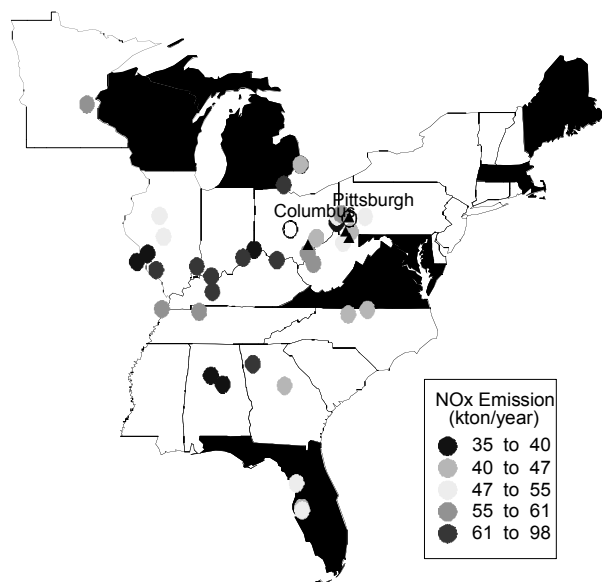 Pittsburgh
Columbus
NOx Emission
(kton/year)
35 to 40
40 to 47
47 to 55
55 to 61
61 to 98